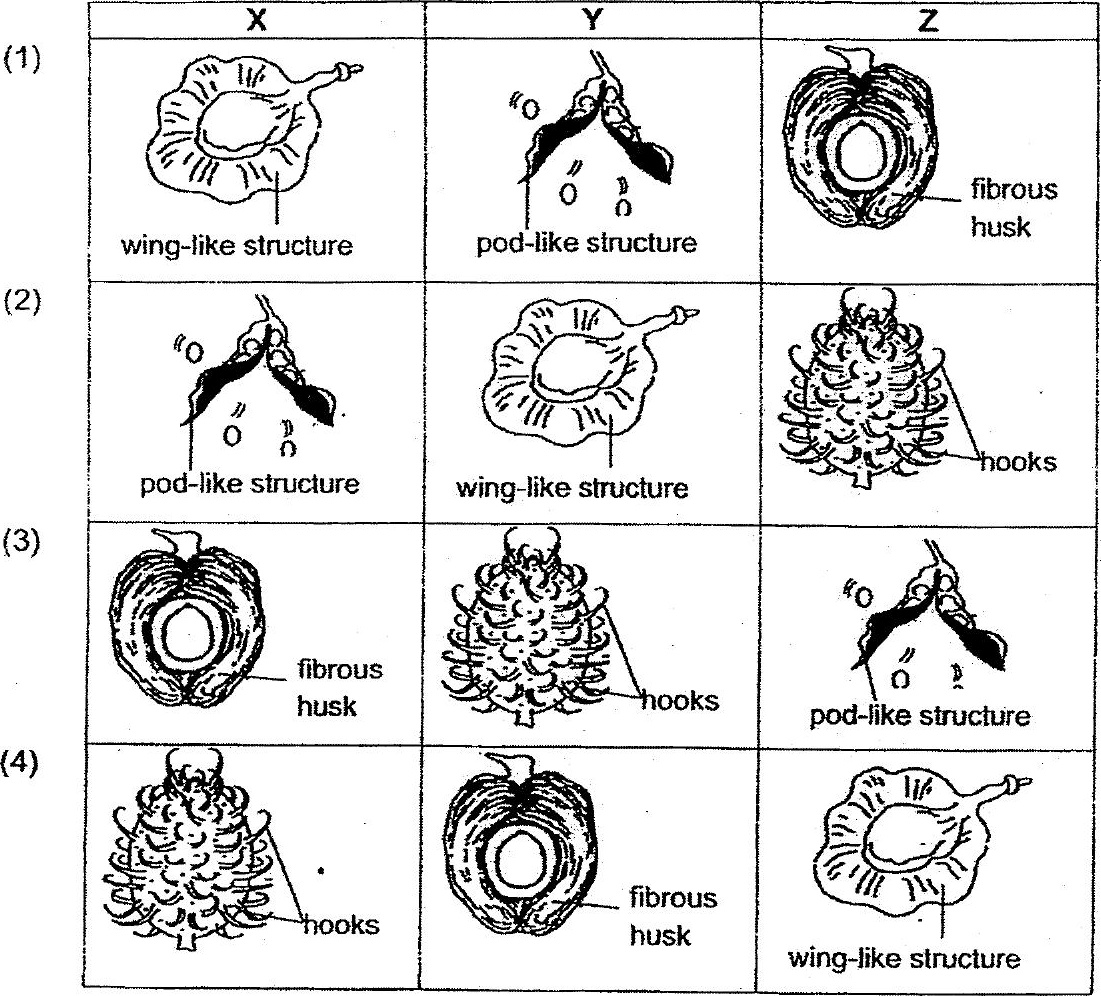 X Y Z
(1)
wing-like structure
pod-like structure
fibrous
husk
(2)
pod-like structure
wing-like structure
hooks
(3)
fibrous
husk
hooks
pod-like structure
(4)
hooks
fibrous
husk
wing-like structure